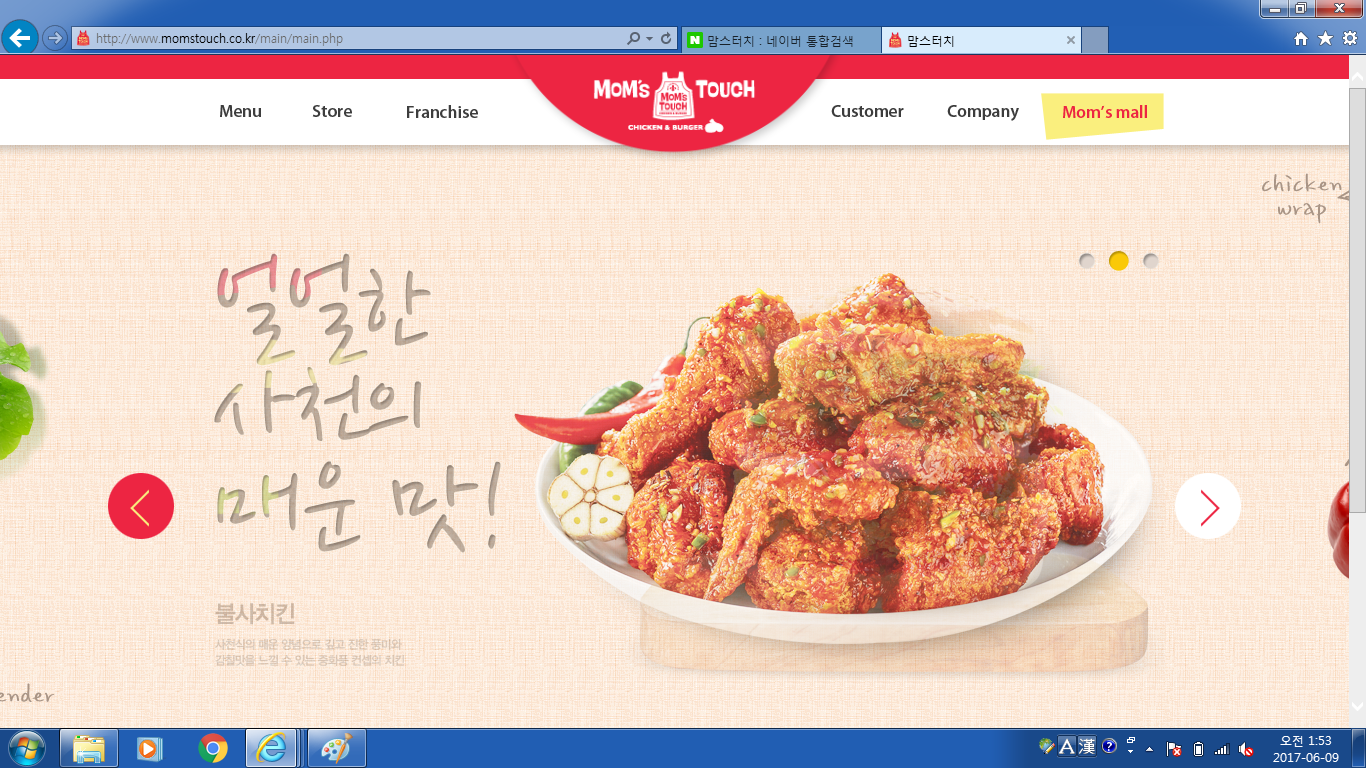 http://www.momstouch.co.kr/main/main.php
맘스터치 : 네이버 통합검색
맘스터치
Menu
Store
Franchise
MOM'S TOUCH
MOM'S TOUCH
CHICKEN & BURGER
Customer
Company
Mom's mall
chicken
wrap
얼얼한
사천의
매운 맛!
불사치킨
사천식의 매운 양념으로 깊고 진한 풍미와
감칠맛을 느낄 수 있는 중화풍 컨셉의 치킨
ender
A 漢
오전 1:53
2017-06-09